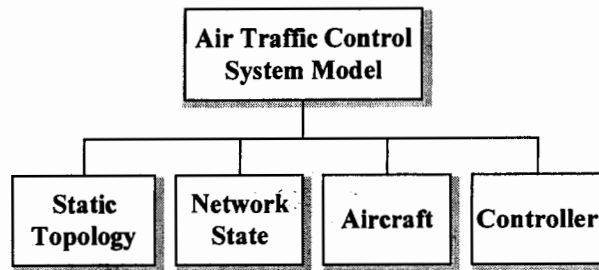 Air Traffic Control
System Model
Static
Topology
Network
State
Aircraft
Controller